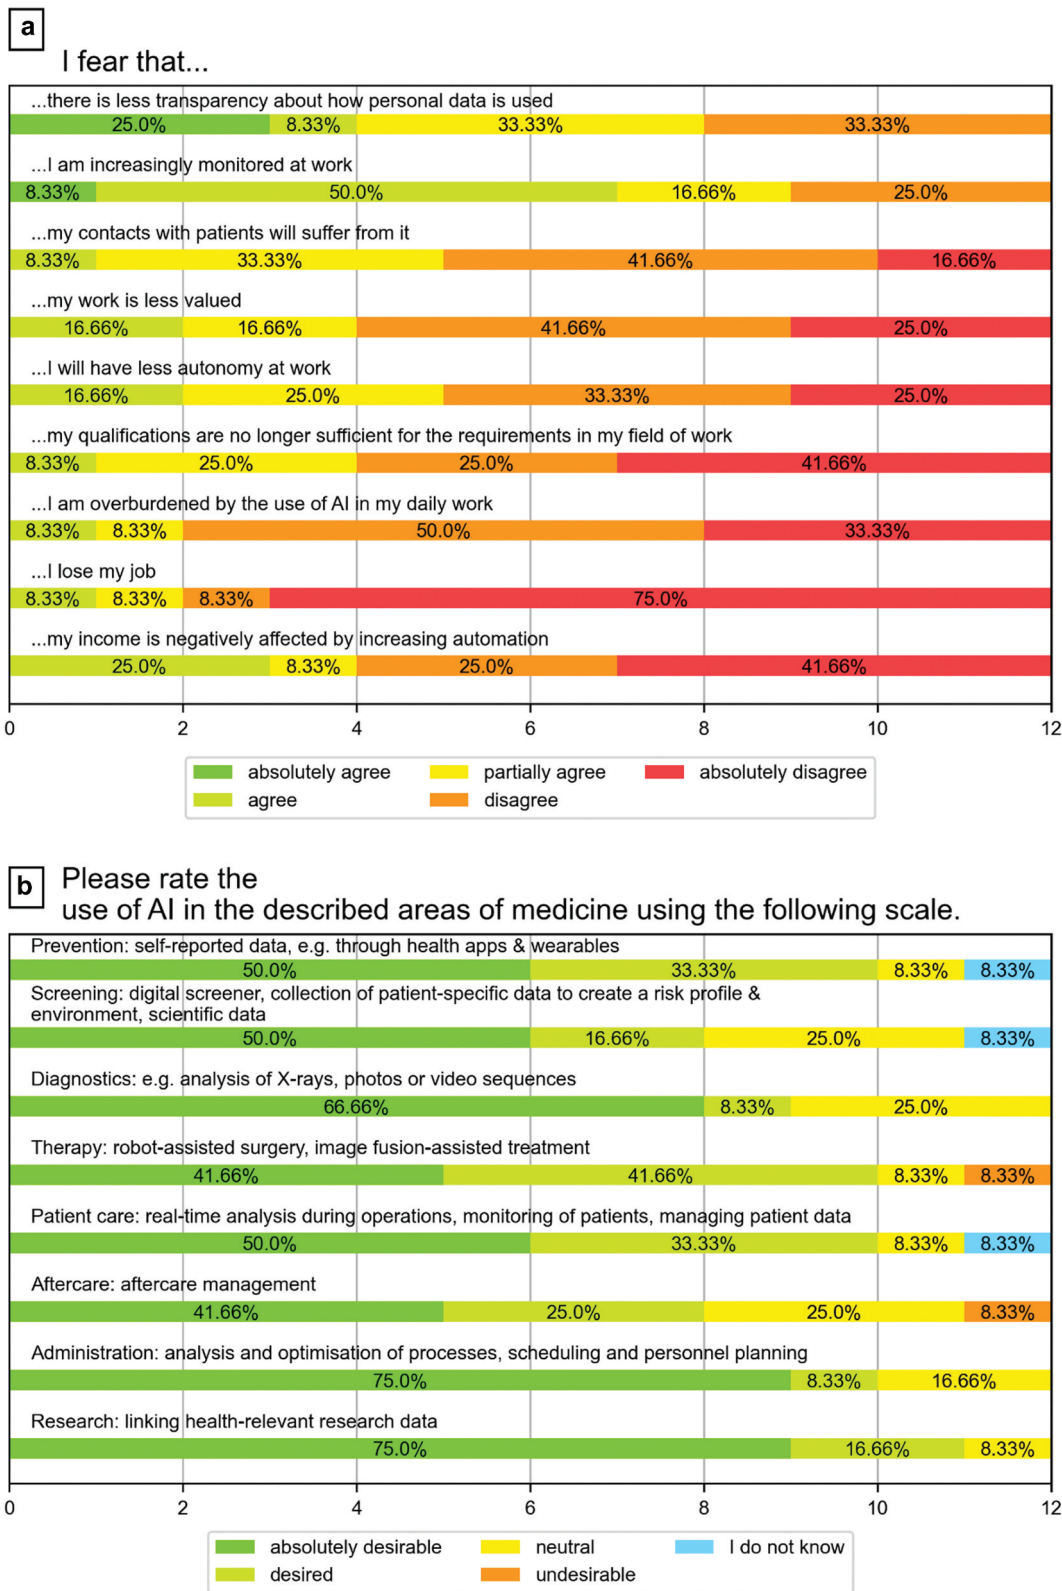 a
I fear that...
...there is less transparency about how personal data is used
25.0% 8.33% 33.33% 33.33%
...I am increasingly monitored at work
8.33% 50.0% 16.66% 25.0%
...my contacts with patients will suffer from it
8.33% 33.33% 41.66% 16.66%
...my work is less valued
16.66% 16.66% 41.66% 25.0%
...I will have less autonomy at work
16.66% 25.0% 33.33% 25.0%
...my qualifications are no longer sufficient for the requirements in my field of work
8.33% 25.0% 25.0% 41.66%
...I am overburdened by the use of AI in my daily work
8.33% 8.33% 50.0% 33.33%
...I lose my job
8.33% 8.33% 8.33% 75.0%
...my income is negatively affected by increasing automation
25.0% 8.33% 25.0% 41.66%
0 2 4 6 8 10 12
absolutely agree partially agree absolutely disagree
agree disagree
b
Please rate the
use of AI in the described areas of medicine using the following scale.
Prevention: self-reported data, e.g. through health apps & wearables
50.0% 33.33% 8.33% 8.33%
Screening: digital screener, collection of patient-specific data to create a risk profile &
environment, scientific data
50.0% 16.66% 25.0% 8.33%
Diagnostics: e.g. analysis of X-rays, photos or video sequences
66.66% 8.33% 25.0%
Therapy: robot-assisted surgery, image fusion-assisted treatment
41.66% 41.66% 8.33% 8.33%
Patient care: real-time analysis during operations, monitoring of patients, managing patient data
50.0% 33.33% 8.33% 8.33%
Aftercare: aftercare management
41.66% 25.0% 25.0% 8.33%
Administration: analysis and optimisation of processes, scheduling and personnel planning
75.0% 8.33% 16.66%
Research: linking health-relevant research data
75.0% 16.66% 8.33%
0 2 4 6 8 10 12
absolutely desirable neutral I do not know
desired undesirable